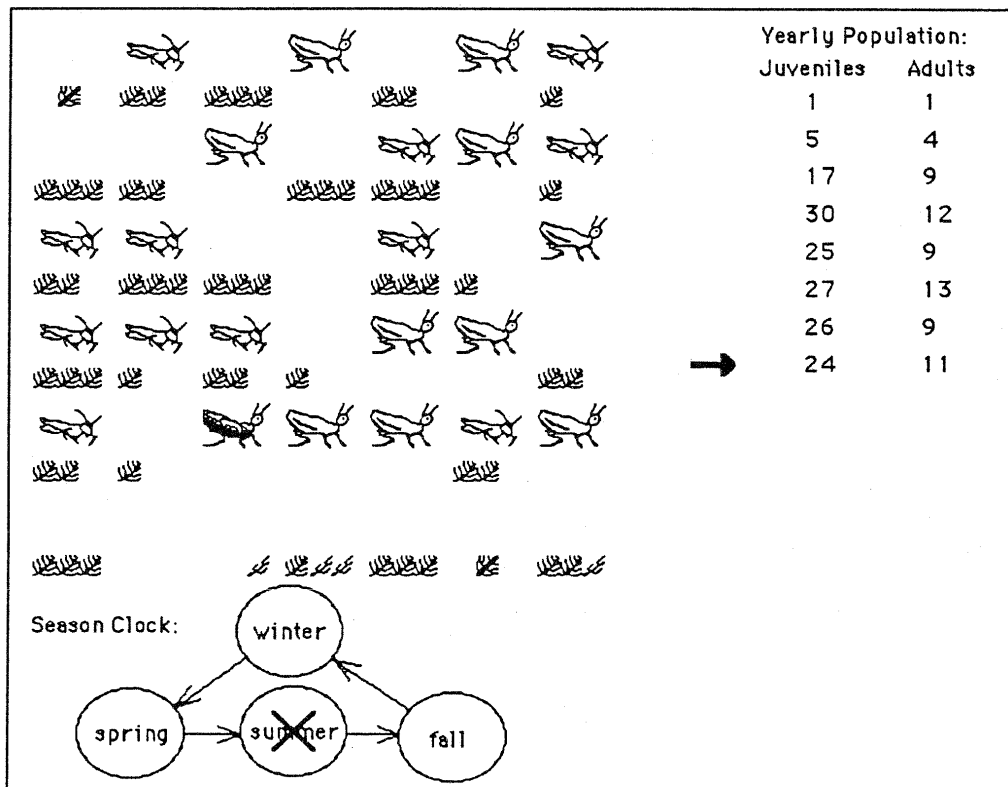 Yearly Population:
Juveniles Adults
1 1
5 4
17 9
30 12
25 9
27 13
26 9
24 11
Season Clock:
winter
spring
summer
fall